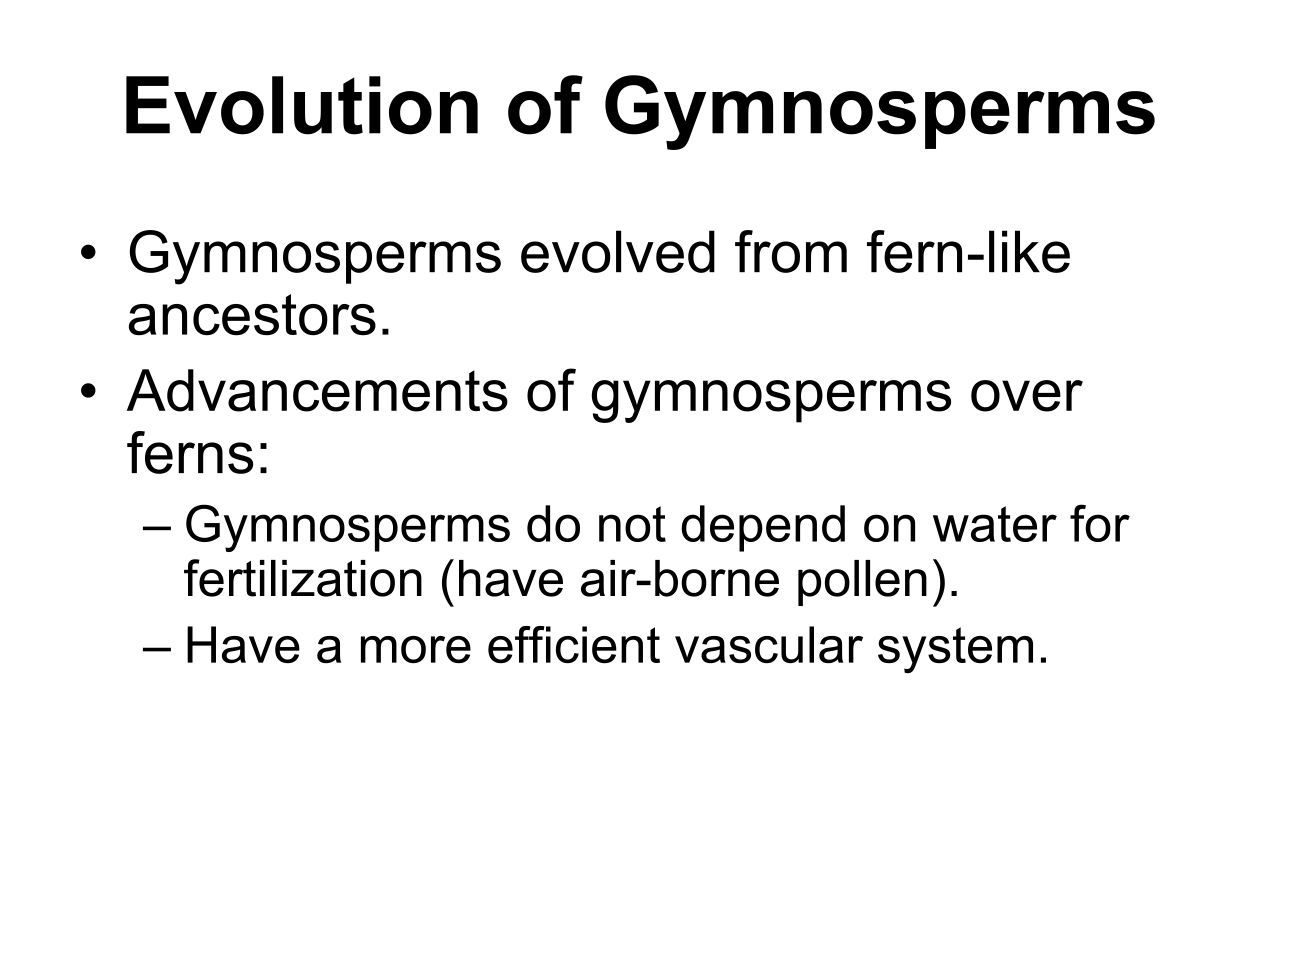 Evolution of Gymnosperms
• Gymnosperms evolved from fern-like
ancestors.
• Advancements of gymnosperms over
ferns:
– Gymnosperms do not depend on water for
fertilization (have air-borne pollen).
– Have a more efficient vascular system.